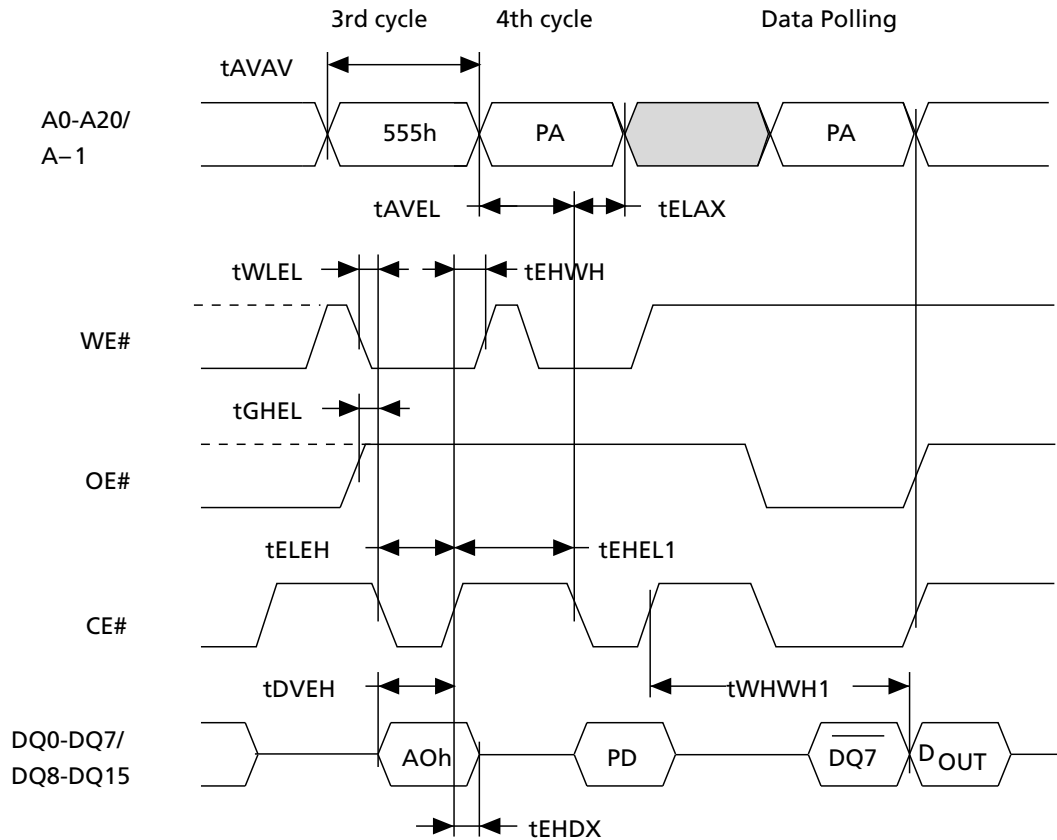 3rd cycle 4th cycle Data Polling
tAVAV
A0-A20/
A–1
555h PA PA
tAVEL tELAX
tWLEL tEHWH
WE#
tGHEL
OE#
tELEH tEHEL1
CE#
tDVEH tWHWH1
DQ0-DQ7/
DQ8-DQ15
AOh PD DQ7 DOUT
tEHDX